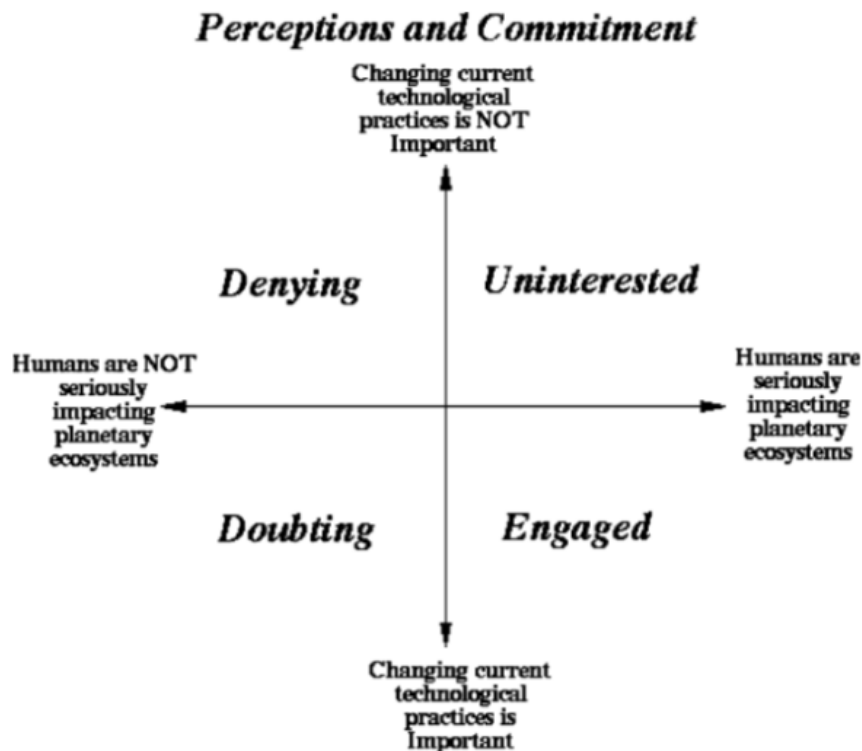 Perceptions and Commitment
Changing current
technological
practices is NOT
Important
Denying
Uninterested
Humans are NOT
seriously
impacting
planetary
ecosystems
Humans are
seriously
impacting
planetary
ecosystems
Doubting
Engaged
Changing current
technological
practices is
Important